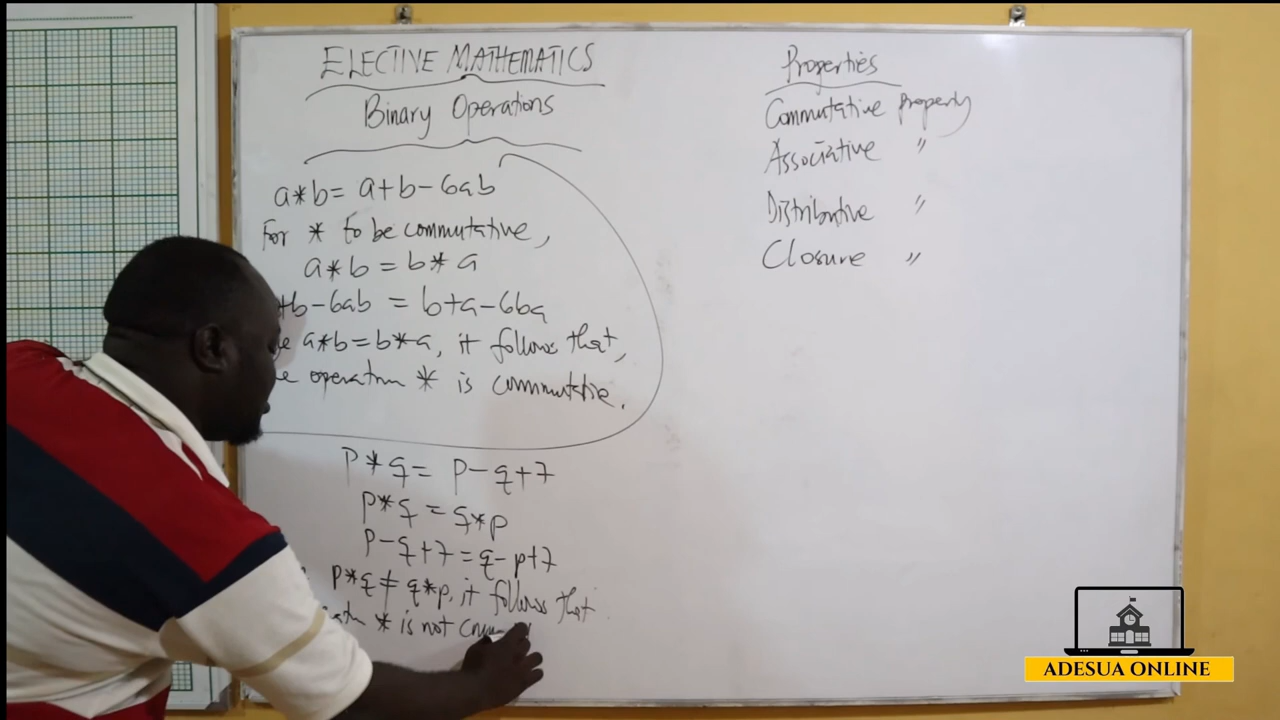 ELECTIVE MATHEMATICS
Binary Operations
a*b = a+b-6ab
For * to be commutative,
a*b = b*a
+b-6ab = b+a-6ba
a*b=b*a, it follows that,
operation * is commutative.
p*q = p-q+7
p*q = q*p
p-q+7 = q-p+7
p*q ≠ q*p, it follows that
* is not
Properties
Commutative property
Associative "
Distributive "
Closure "
ADESUA ONLINE